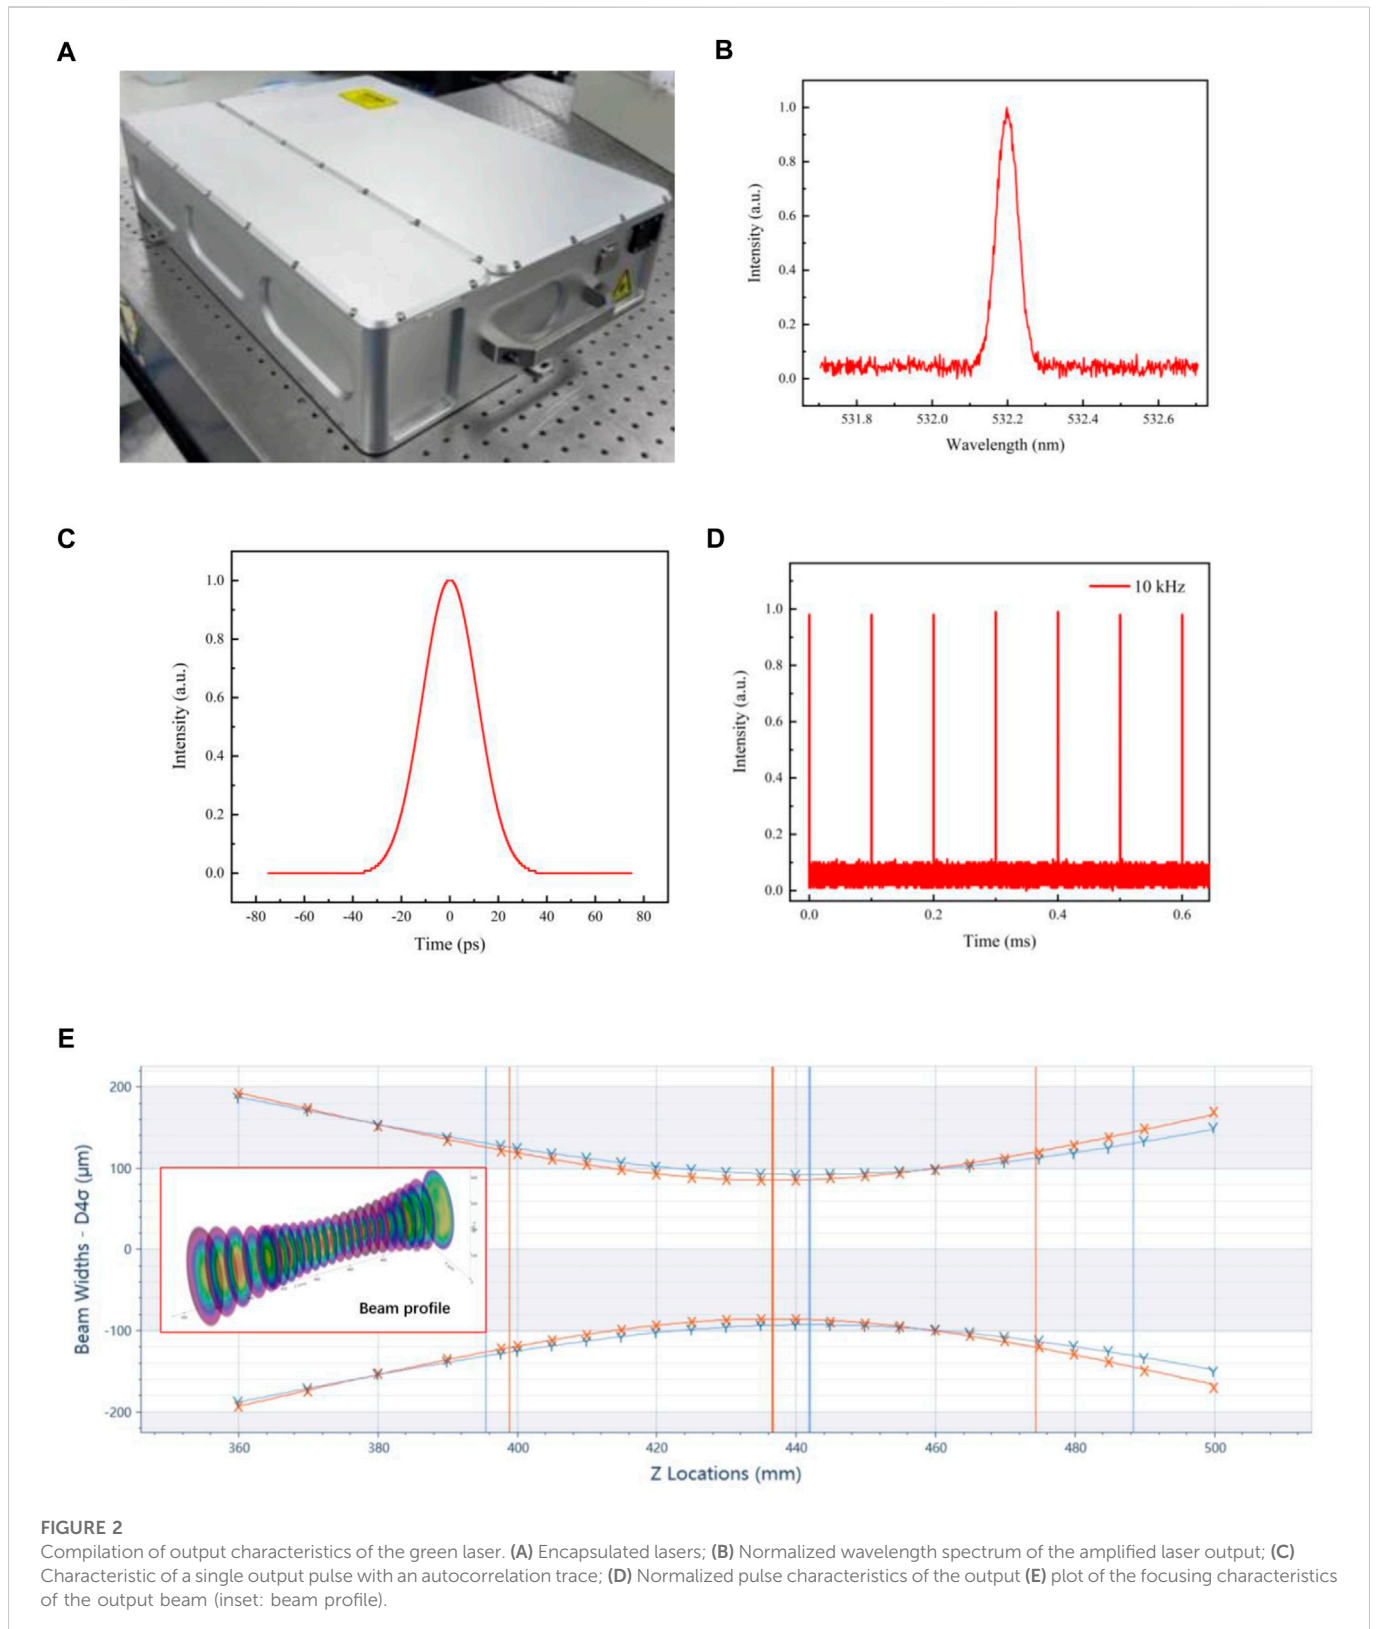 A
B
1.0
0.8
0.6
0.4
0.2
0.0
Intensity (a.u.)
531.8 532.0 532.2 532.4 532.6
Wavelength (nm)
C
1.0
0.8
0.6
0.4
0.2
0.0
Intensity (a.u.)
-80 -60 -40 -20 0 20 40 60 80
Time (ps)
D
10 kHz
1.0
0.8
0.6
0.4
0.2
0.0
Intensity (a.u.)
0.0 0.2 0.4 0.6
Time (ms)
E
200
100
0
-100
-200
Beam Widths - D4σ (μm)
Beam profile
360 380 400 420 440 460 480 500
Z Locations (mm)
FIGURE 2
Compilation of output characteristics of the green laser. (A) Encapsulated lasers; (B) Normalized wavelength spectrum of the amplified laser output; (C)
Characteristic of a single output pulse with an autocorrelation trace; (D) Normalized pulse characteristics of the output (E) plot of the focusing characteristics
of the output beam (inset: beam profile).